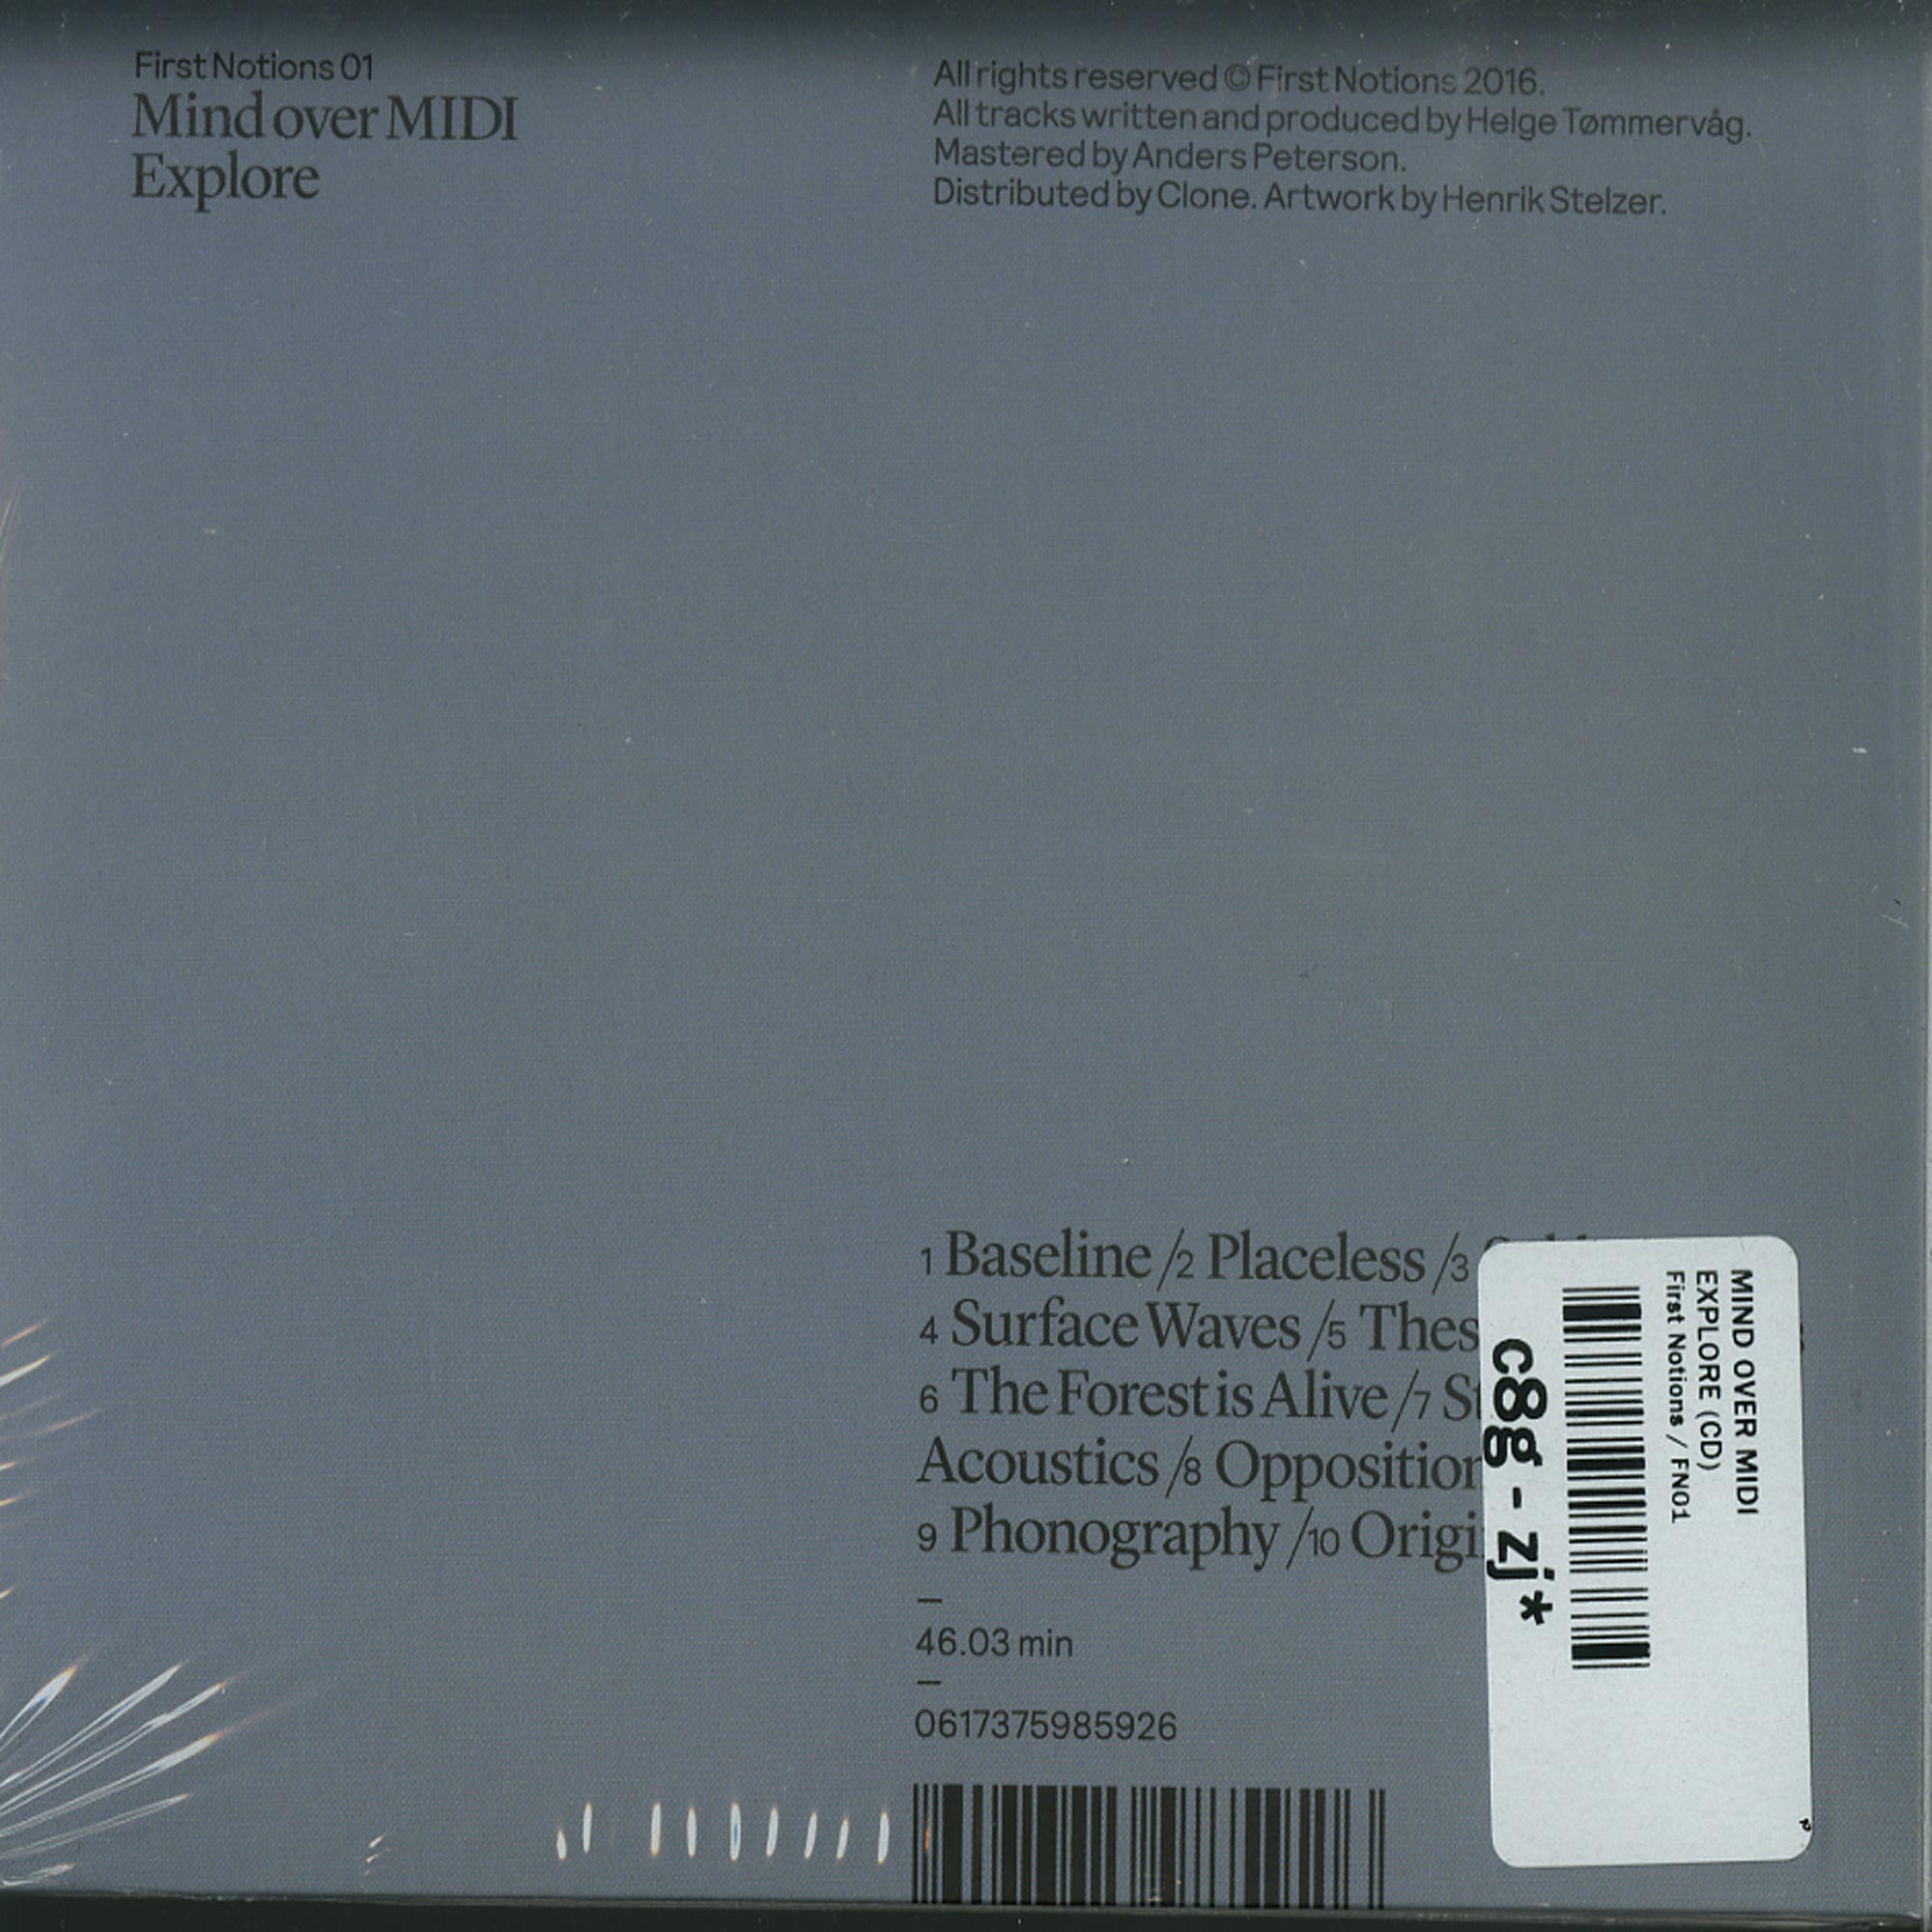 First Notions 01
Mind over MIDI
Explore
All rights reserved © First Notions 2016.
All tracks written and produced by Helge Tømmervåg.
Mastered by Anders Peterson.
Distributed by Clone. Artwork by Henrik Stelzer.
1 Baseline /2 Placeless /3
4 Surface Waves /5
6 The Forest is Alive /7
Acoustics /8
9 Phonography /10
–
46.03 min
–
0617375985926
MIND OVER MIDI
EXPLORE (CD)
First Notions / FN01
c8g - zj*